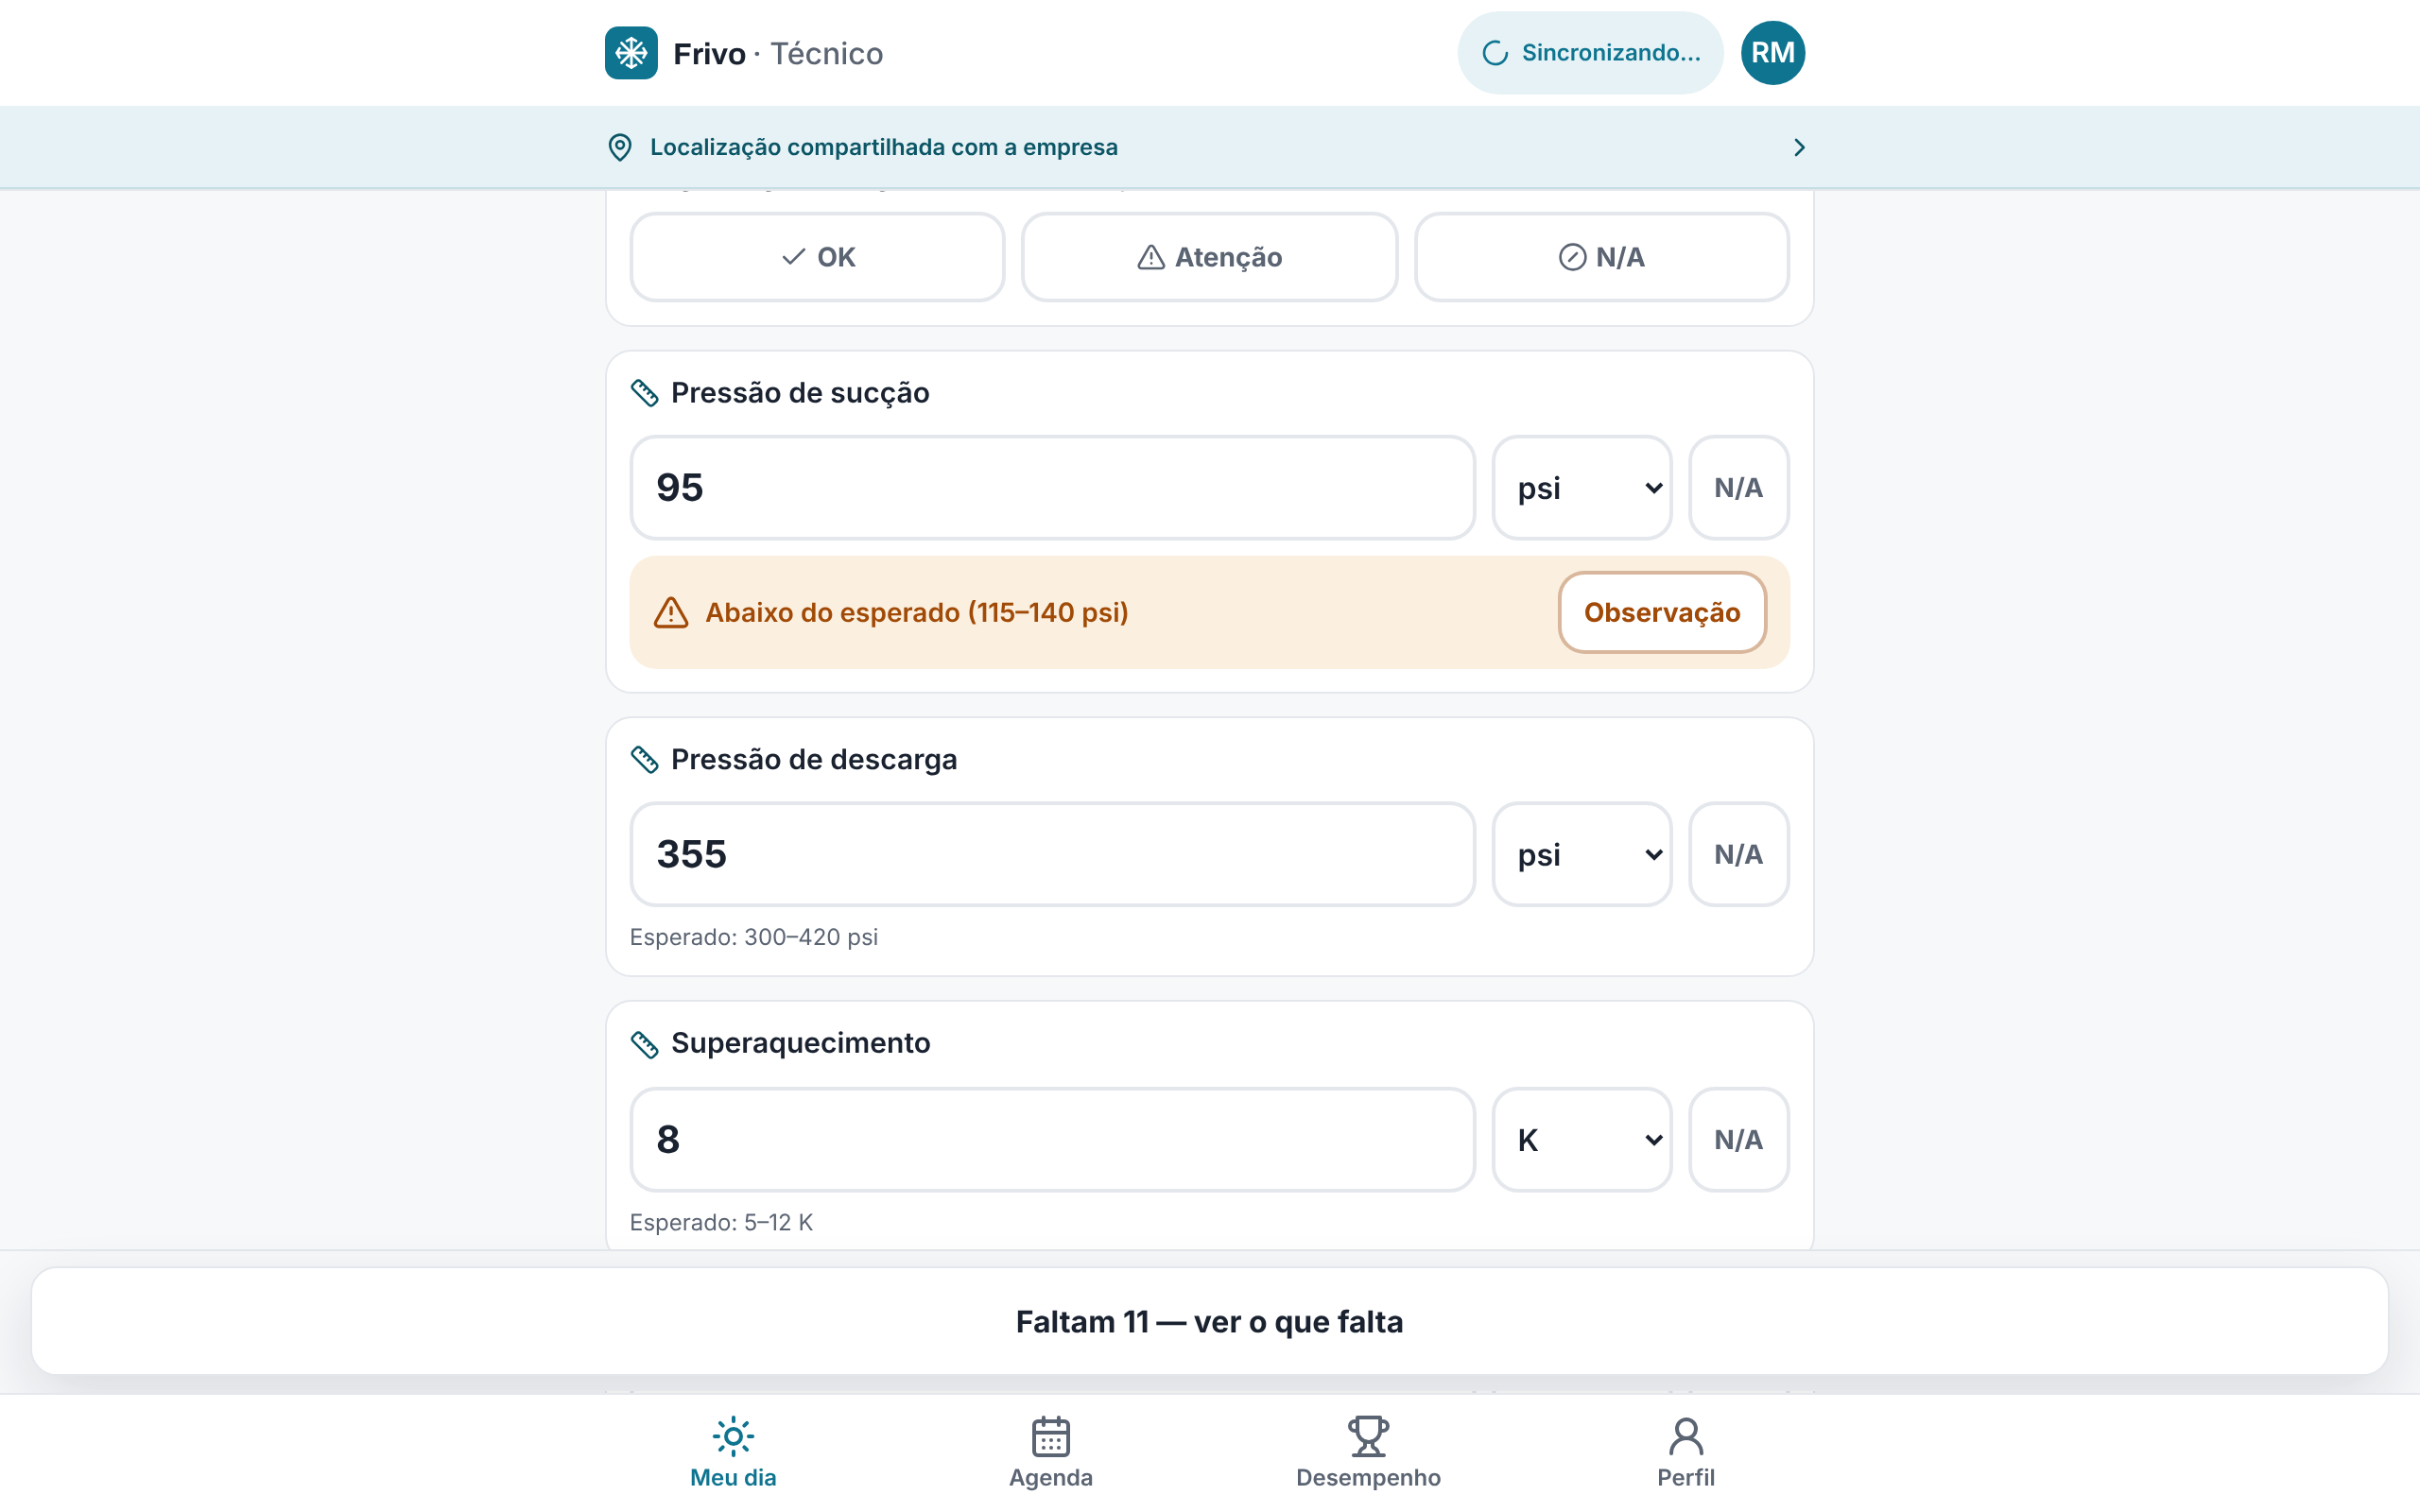 Frivo · Técnico
Sincronizando...
RM
Localização compartilhada com a empresa
OK
Atenção
N/A
Pressão de sucção
95
psi
N/A
Abaixo do esperado (115–140 psi)
Observação
Pressão de descarga
355
psi
N/A
Esperado: 300–420 psi
Superaquecimento
8
K
N/A
Esperado: 5–12 K
Faltam 11 — ver o que falta
Meu dia
Agenda
Desempenho
Perfil